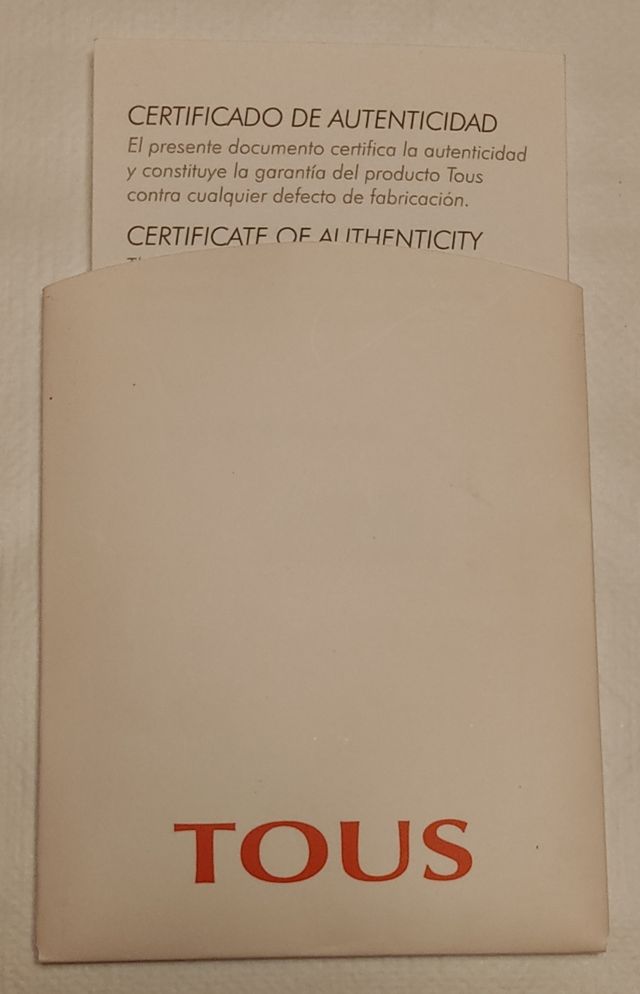 CERTIFICADO DE AUTENTICIDAD
El presente documento certifica la autenticidad
y constituye la garantía del producto Tous
contra cualquier defecto de fabricación.
CERTIFICATE OF AUTHENTICITY
TOUS